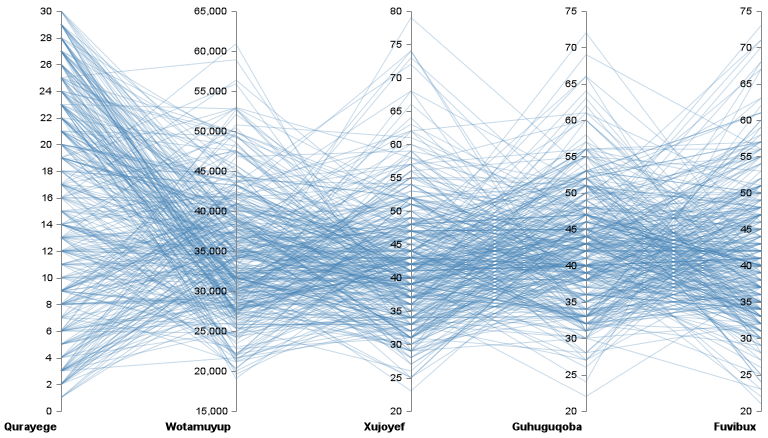 30 28 26 24 22 20 18 16 14 12 10 8 6 4 2 0
65,000 60,000 55,000 50,000 45,000 40,000 35,000 30,000 25,000 20,000 15,000
80 75 70 65 60 55 50 45 40 35 30 25 20
75 70 65 60 55 50 45 40 35 30 25 20
75 70 65 60 55 50 45 40 35 30 25 20
Qurayege Wotamuyup Xujoyef Guhuguqoba Fuvibux